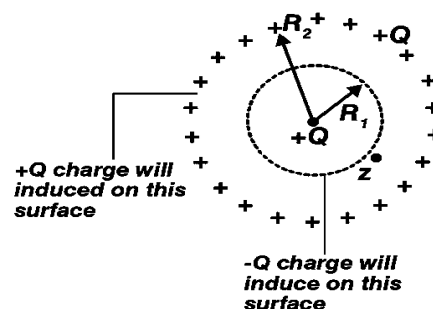 R2
+Q
R1
+Q
z
+Q charge will
induced on this
surface
-Q charge will
induce on this
surface